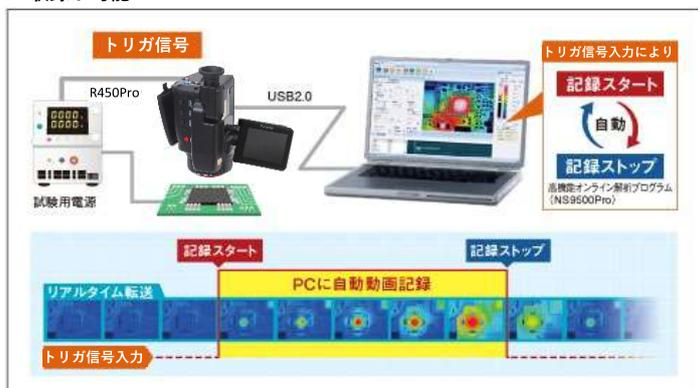 トリガ信号
R450Pro
USB2.0
試験用電源
トリガ信号入力により
記録スタート
自動
記録ストップ
高機能オンライン解析プログラム
(NS9500Pro)
記録スタート
記録ストップ
PCに自動動画記録
リアルタイム転送
トリガ信号入力